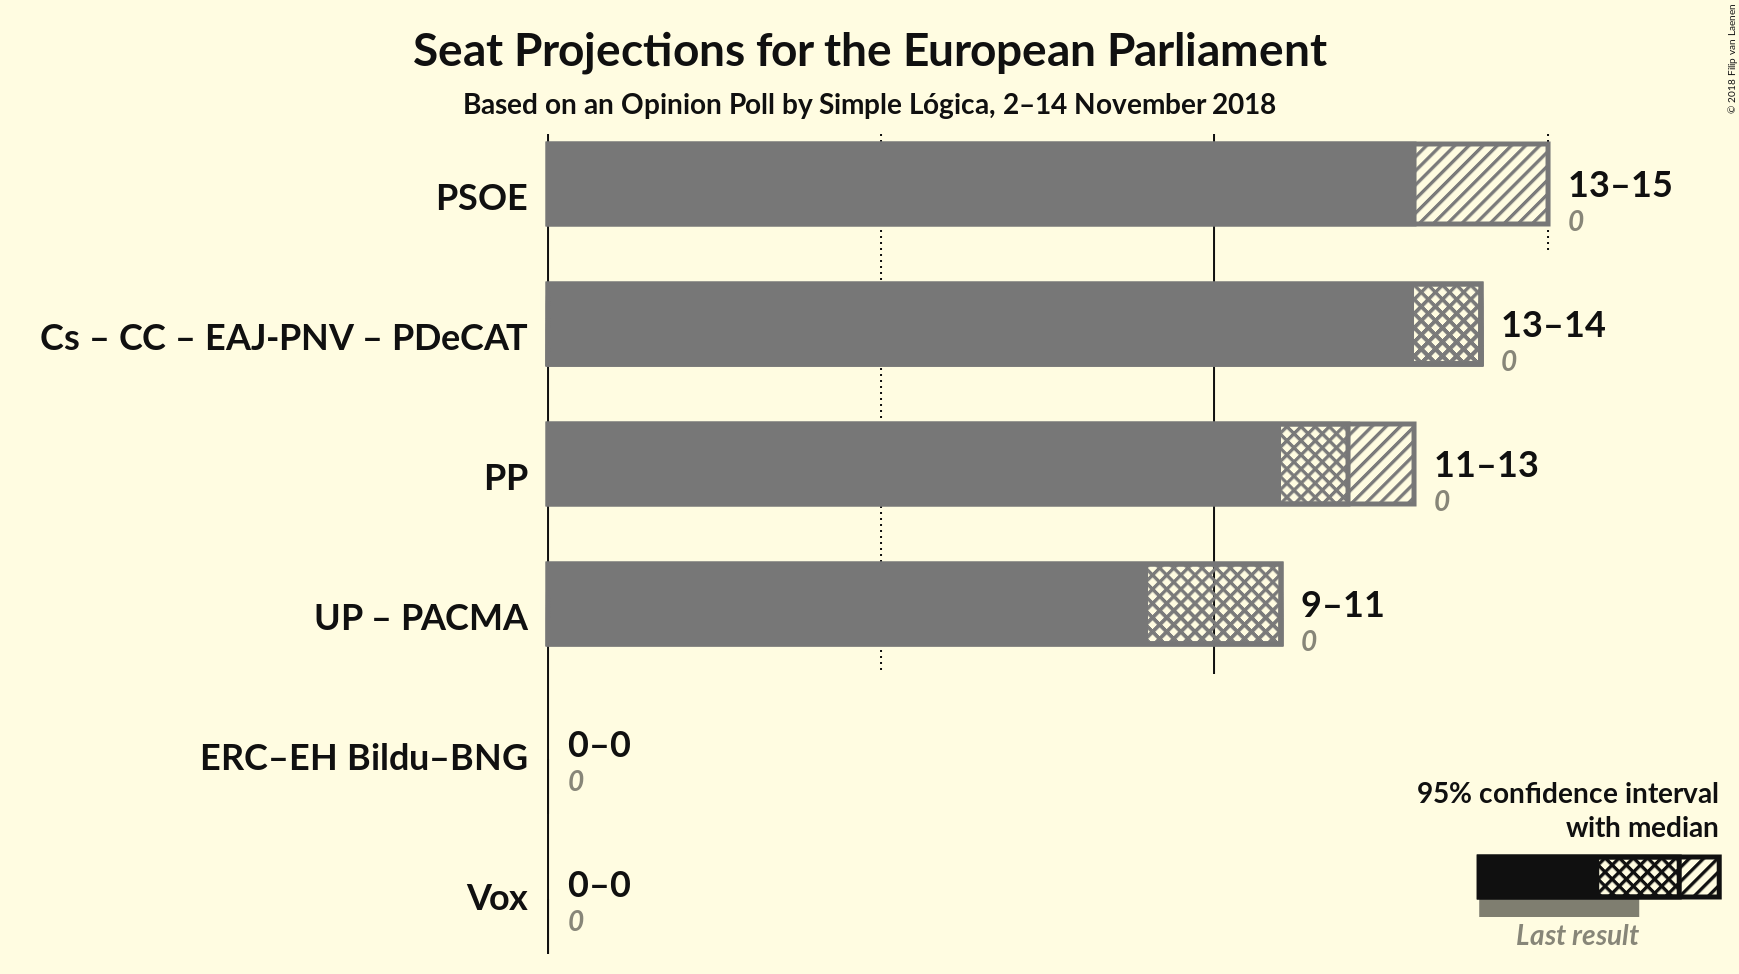 Seat Projections for the European Parliament
Based on an Opinion Poll by Simple Lógica, 2–14 November 2018
© 2018 Filip van Laenen
PSOE
13–15
0
Cs – CC – EAJ-PNV – PDeCAT
13–14
0
PP
11–13
0
UP – PACMA
9–11
0
ERC–EH Bildu–BNG
0–0
0
Vox
0–0
0
95% confidence interval
with median
Last result